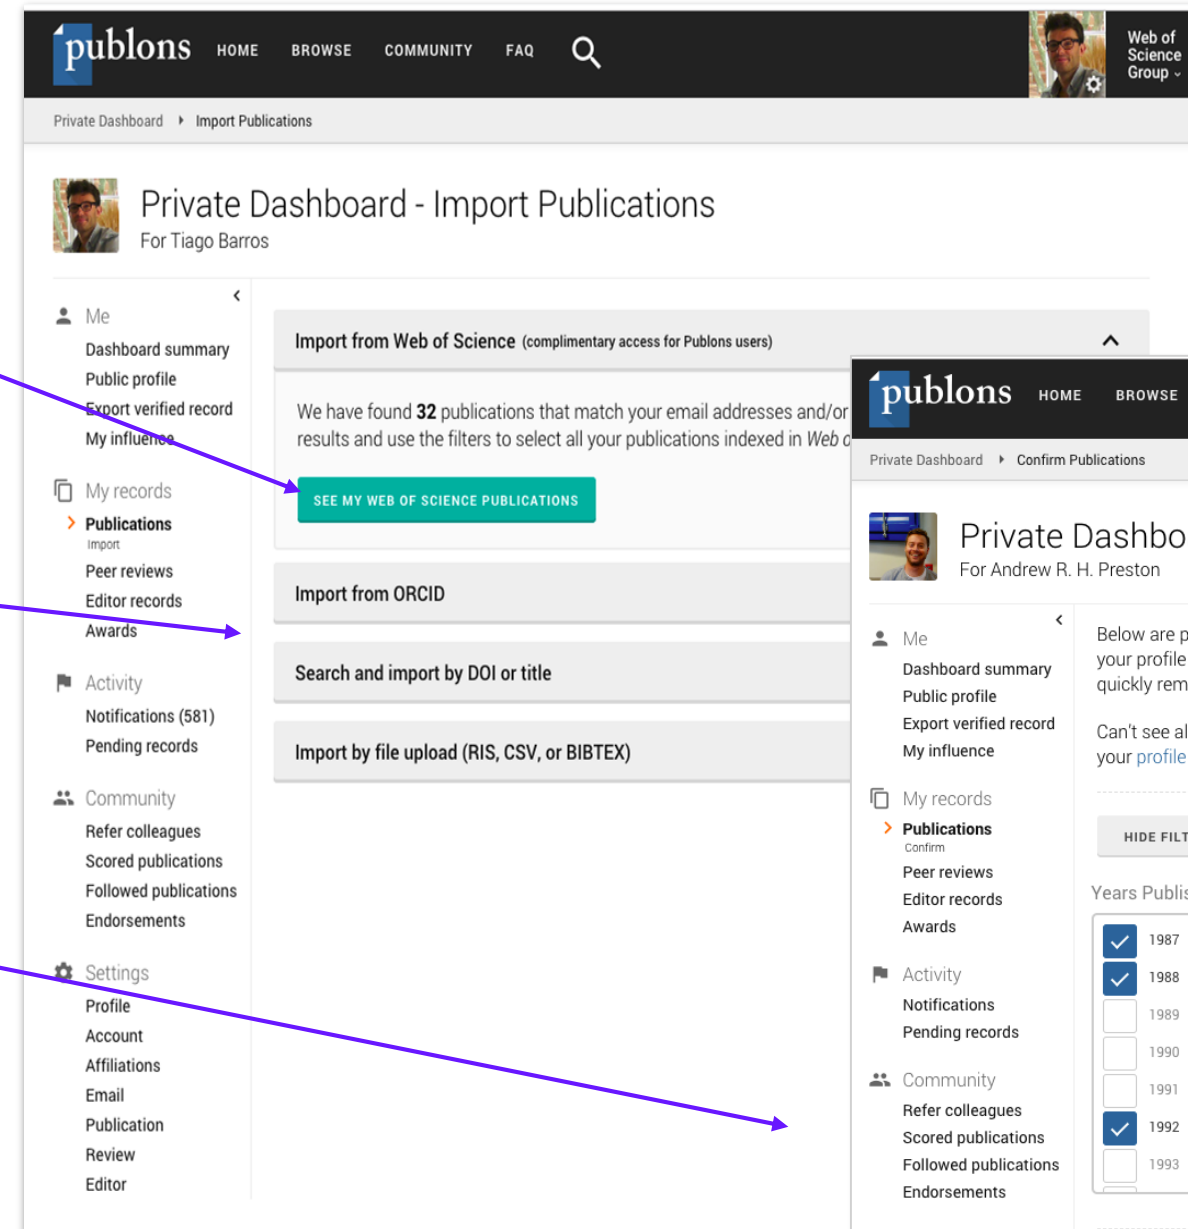 publons HOME BROWSE COMMUNITY FAQ
Web of
Science
Group
Private Dashboard Import Publications
Private Dashboard - Import Publications
For Tiago Barros
Me
Dashboard summary
Public profile
Export verified record
My influence
My records
Publications
Import
Peer reviews
Editor records
Awards
Activity
Notifications (581)
Pending records
Community
Refer colleagues
Scored publications
Followed publications
Endorsements
Settings
Profile
Account
Affiliations
Email
Publication
Review
Editor
Import from Web of Science (complimentary access for Publons users)
We have found 32 publications that match your email addresses and/or
results and use the filters to select all your publications indexed in Web o
SEE MY WEB OF SCIENCE PUBLICATIONS
Import from ORCID
Search and import by DOI or title
Import by file upload (RIS, CSV, or BIBTEX)
publons HOME BROWSE
Private Dashboard Confirm Publications
Private Dashbo
For Andrew R. H. Preston
Me
Dashboard summary
Public profile
Export verified record
My influence
My records
Publications
Confirm
Peer reviews
Editor records
Awards
Activity
Notifications
Pending records
Community
Refer colleagues
Scored publications
Followed publications
Endorsements
Below are p
your profile
quickly rem
Can't see al
your profile
HIDE FILT
Years Publis
1987
1988
1989
1990
1991
1992
1993